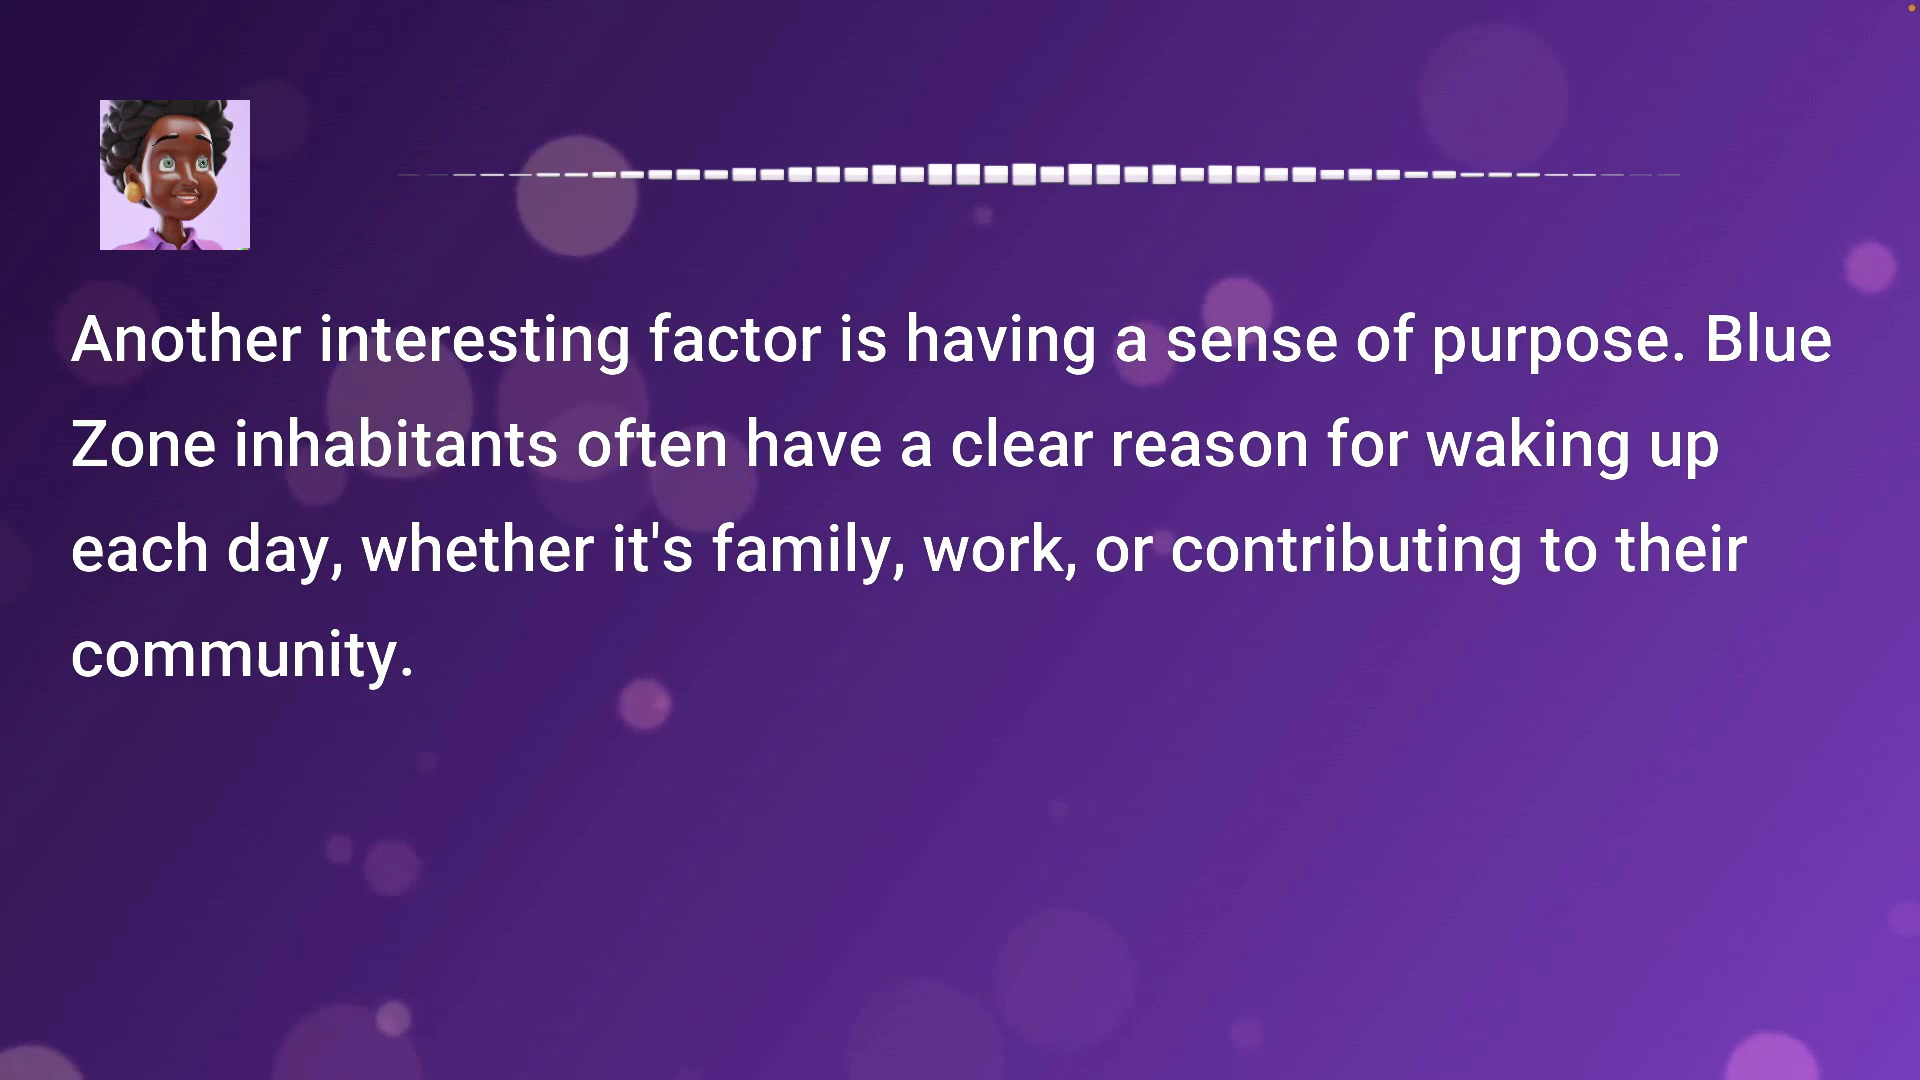 Another interesting factor is having a sense of purpose. Blue
Zone inhabitants often have a clear reason for waking up
each day, whether it's family, work, or contributing to their
community.